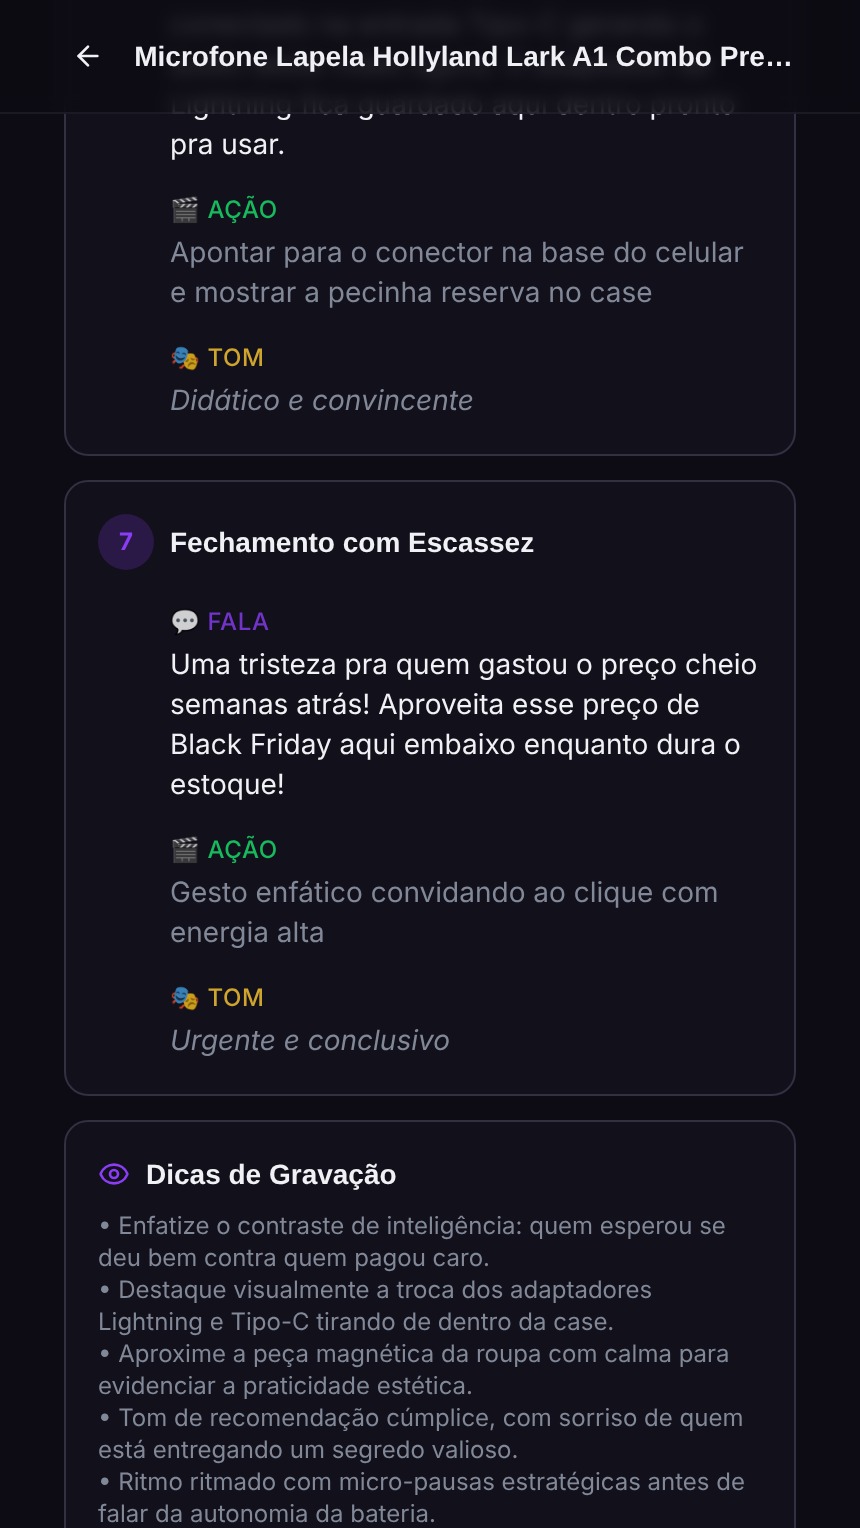 Microfone Lapela Hollyland Lark A1 Combo Pre...
Lightning fica guardado aqui dentro pronto
pra usar.
🎬 AÇÃO
Apontar para o conector na base do celular
e mostrar a pecinha reserva no case
🎭 TOM
Didático e convincente
7 Fechamento com Escassez
💬 FALA
Uma tristeza pra quem gastou o preço cheio
semanas atrás! Aproveita esse preço de
Black Friday aqui embaixo enquanto dura o
estoque!
🎬 AÇÃO
Gesto enfático convidando ao clique com
energia alta
🎭 TOM
Urgente e conclusivo
Dicas de Gravação
• Enfatize o contraste de inteligência: quem esperou se
deu bem contra quem pagou caro.
• Destaque visualmente a troca dos adaptadores
Lightning e Tipo-C tirando de dentro da case.
• Aproxime a peça magnética da roupa com calma para
evidenciar a praticidade estética.
• Tom de recomendação cúmplice, com sorriso de quem
está entregando um segredo valioso.
• Ritmo ritmado com micro-pausas estratégicas antes de
falar da autonomia da bateria.